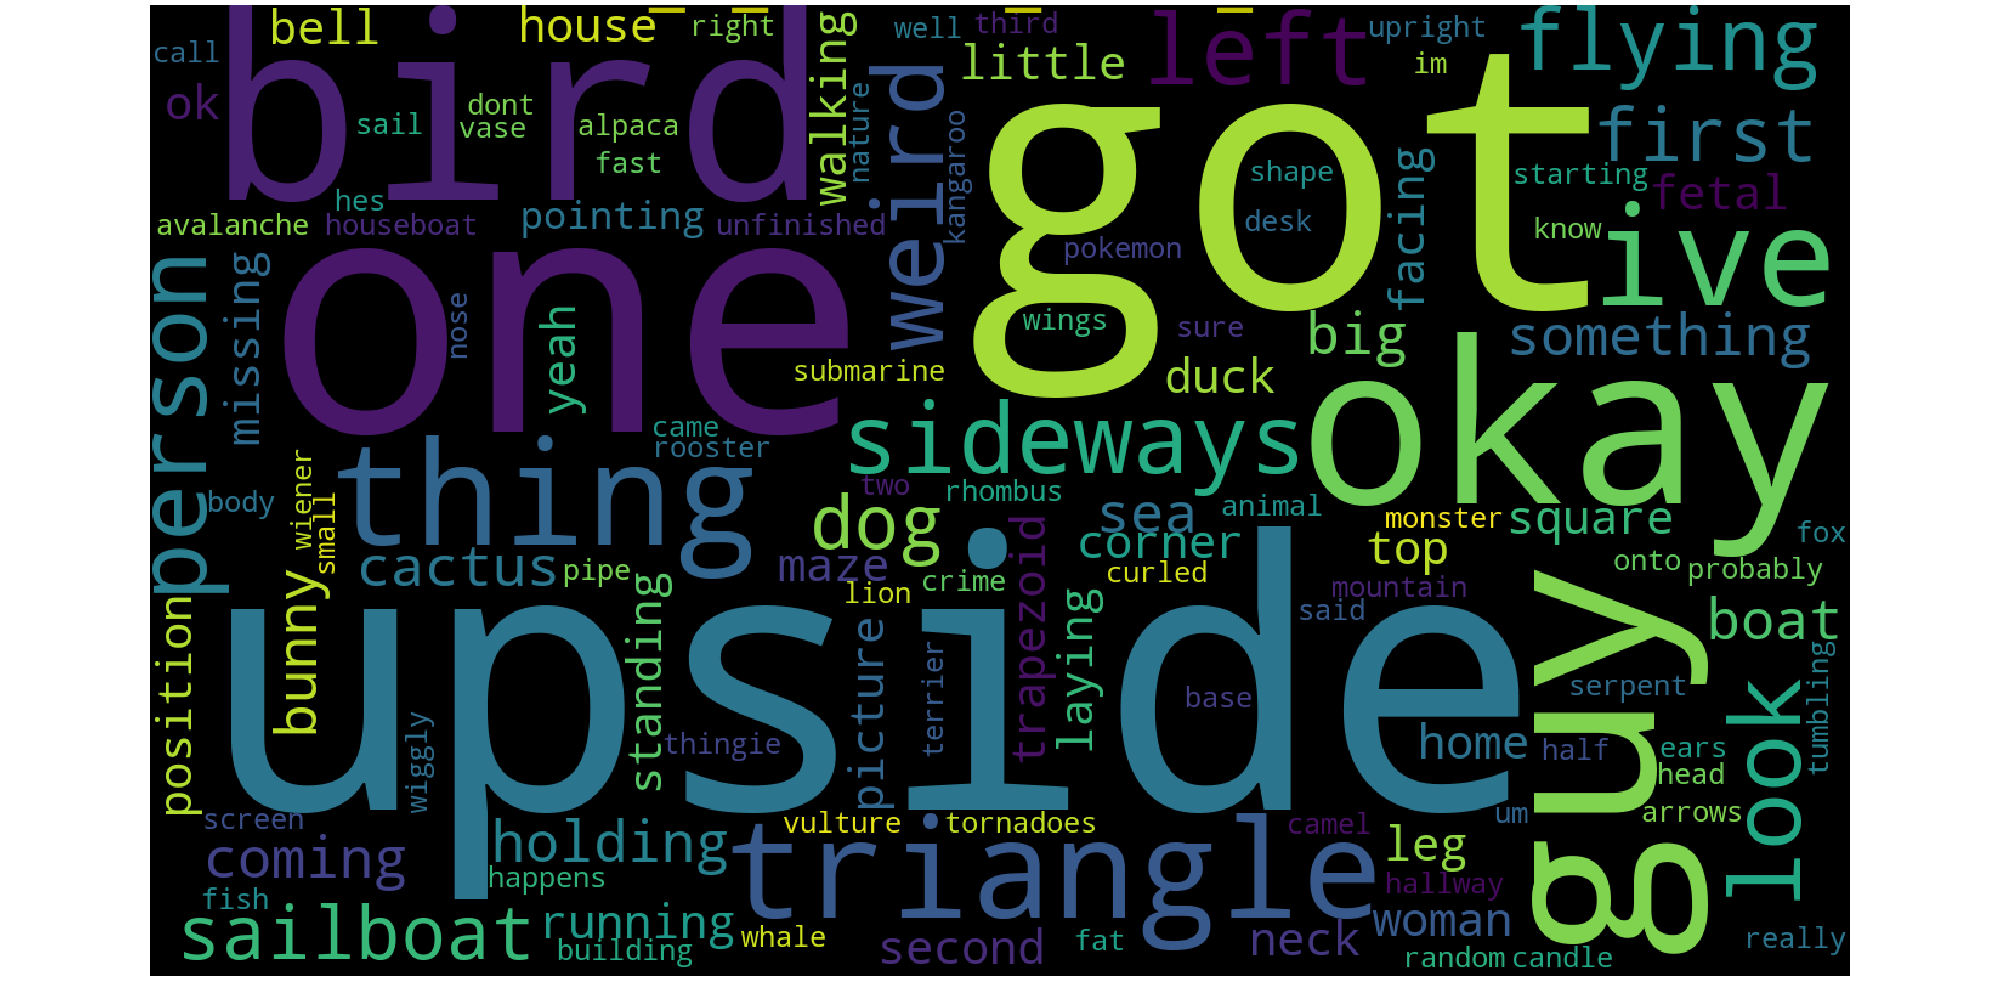 call
bell
house
right
well
third
left
upright
flying
bird
ok
sail
dont
vase
alpaca
fast
walking
nature
weird
kangaroo
little
got
im
first
shape
starting
fetal
hes
avalanche
houseboat
pointing
unfinished
pokemon
desk
facing
know
ive
person
missing
one
nose
yeah
submarine
wings
sure
duck
big
something
okay
came
rooster
sideways
thing
body
wiener
small
two
rhombus
dog
sea
animal
monster
square
fox
cactus
pipe
maze
lion
crime
corner
curled
top
mountain
onto
probably
position
bunny
upside
standing
picture
terrier
trapezoid
laying
said
base
guy
boat
serpent
tumbling
wiggly
thingie
home
half
ears
head
look
screen
coming
holding
happens
vulture
tornadoes
camel
um
arrows
triangle
leg
hallway
fish
sailboat
running
building
whale
second
fat
neck
woman
random
candle
really